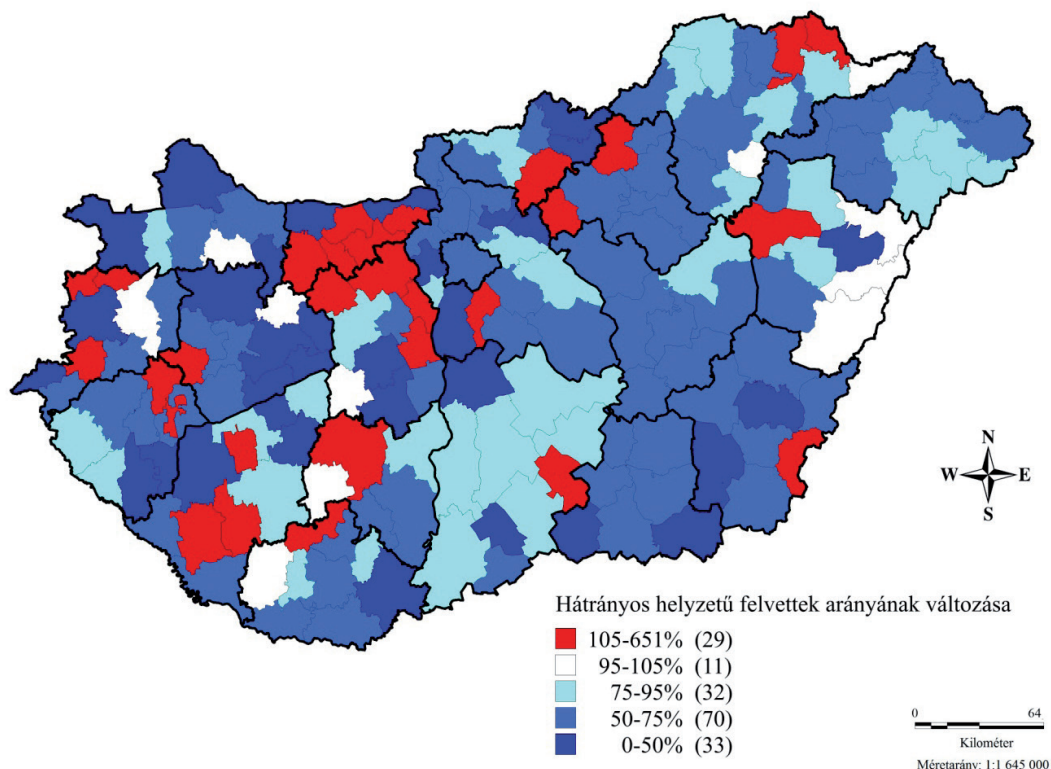 N
W E
S
Hátrányos helyzetű felvettek arányának változása
105-651% (29)
95-105% (11)
75-95% (32)
50-75% (70)
0-50% (33)
0 64
Kilométer
Méretarány: 1:1 645 000